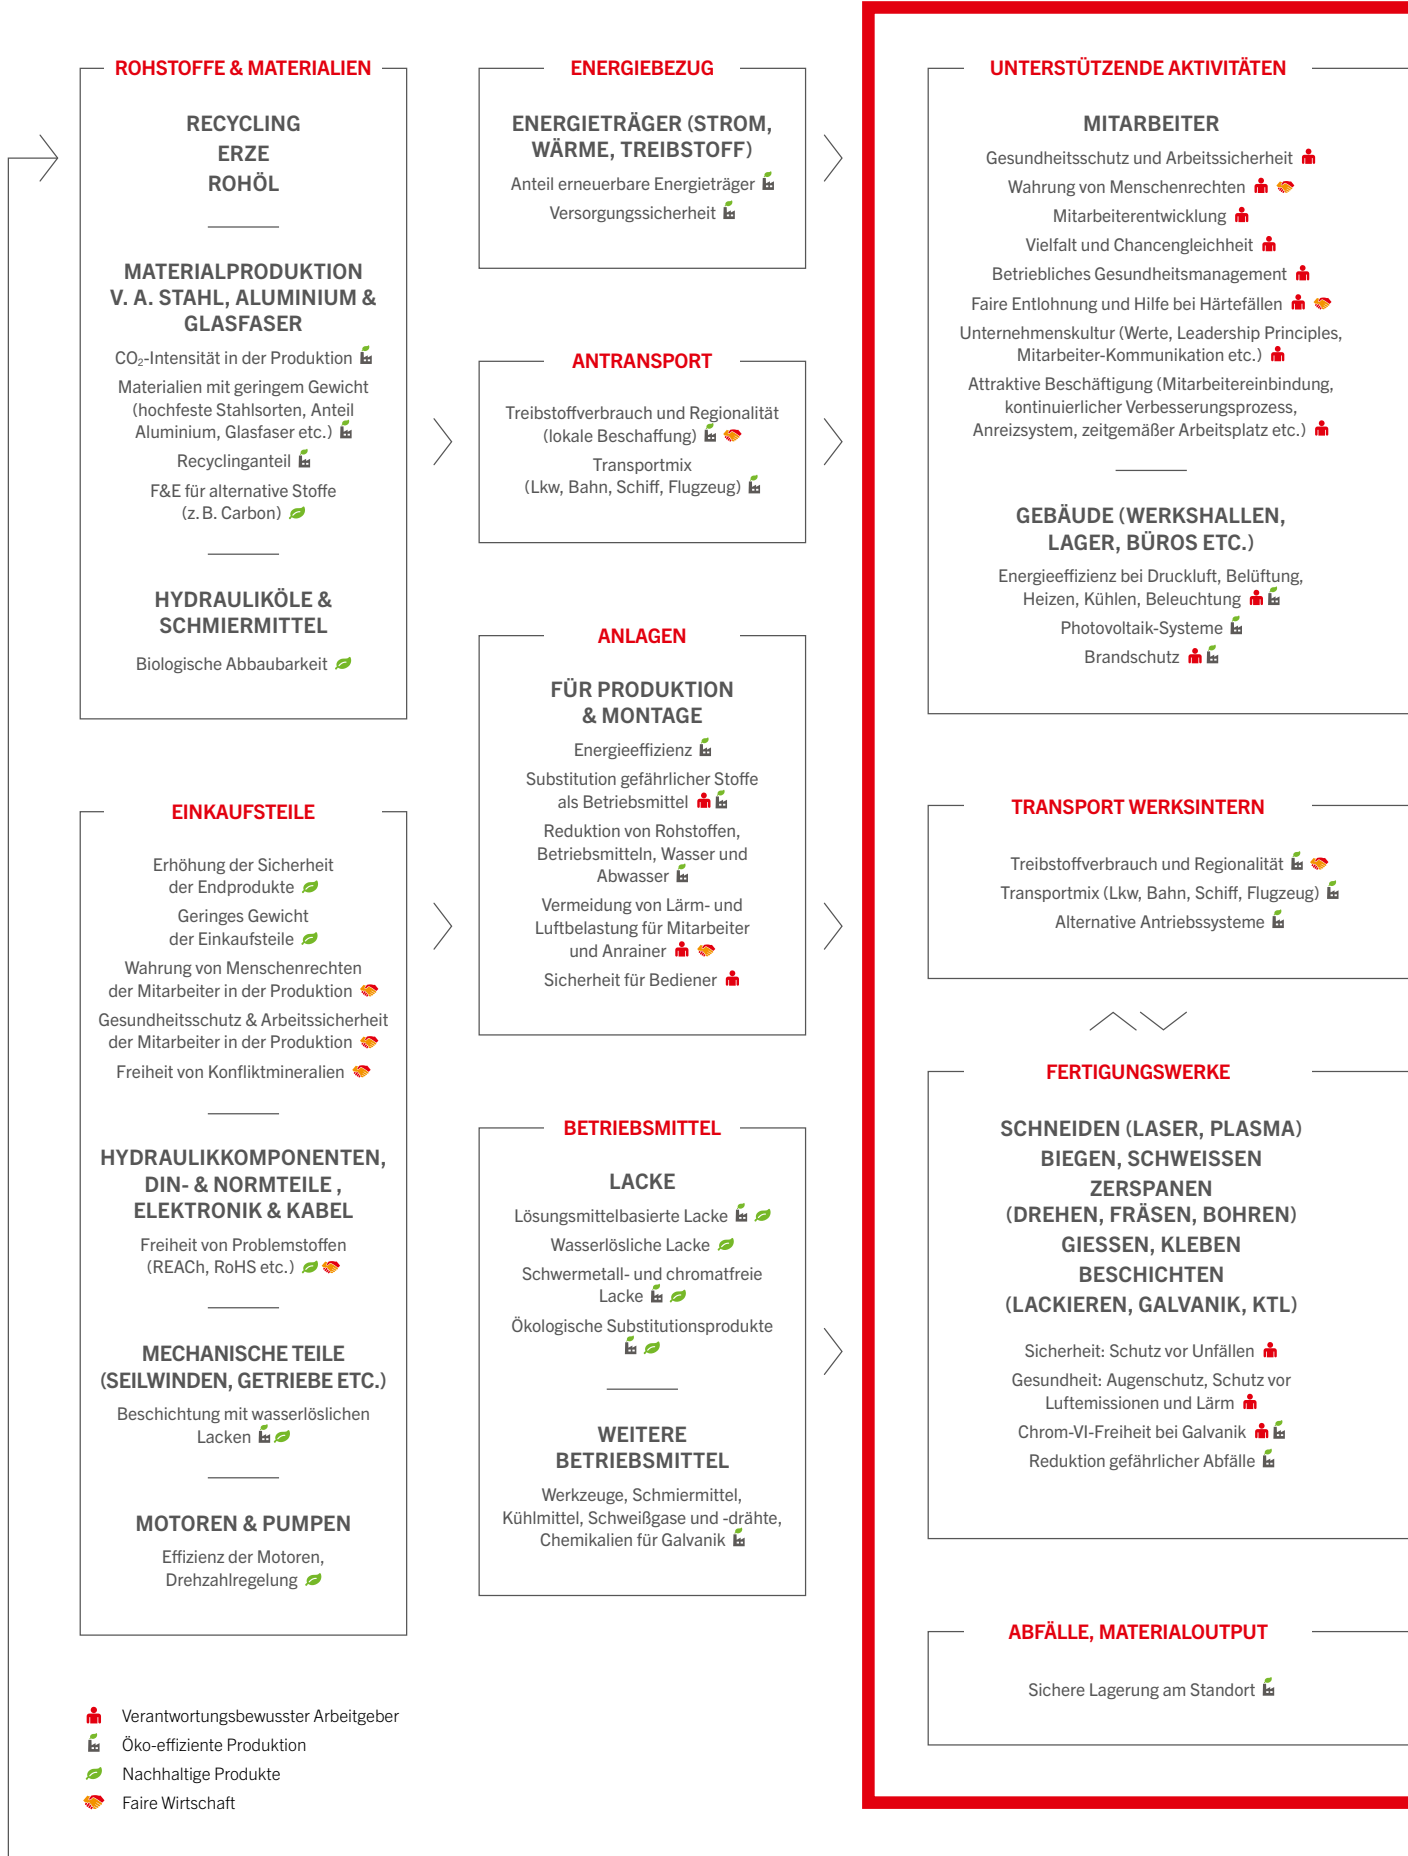 ROHSTOFFE & MATERIALIEN
RECYCLING
ERZE
ROHÖL
MATERIALPRODUKTION
V. A. STAHL, ALUMINIUM &
GLASFASER
CO₂-Intensität in der Produktion
Materialien mit geringem Gewicht
(hochfeste Stahlsorten, Anteil
Aluminium, Glasfaser etc.)
Recyclinganteil
F&E für alternative Stoffe
(z. B. Carbon)
HYDRAULIKÖLE &
SCHMIERMITTEL
Biologische Abbaubarkeit
EINKAUFSTEILE
Erhöhung der Sicherheit
der Endprodukte
Geringes Gewicht
der Einkaufsteile
Wahrung von Menschenrechten
der Mitarbeiter in der Produktion
Gesundheitsschutz & Arbeitssicherheit
der Mitarbeiter in der Produktion
Freiheit von Konfliktmineralien
HYDRAULIKKOMPONENTEN,
DIN- & NORMTEILE ,
ELEKTRONIK & KABEL
Freiheit von Problemstoffen
(REACh, RoHS etc.)
MECHANISCHE TEILE
(SEILWINDEN, GETRIEBE ETC.)
Beschichtung mit wasserlöslichen
Lacken
MOTOREN & PUMPEN
Effizienz der Motoren,
Drehzahlregelung
ENERGIEBEZUG
ENERGIETRÄGER (STROM,
WÄRME, TREIBSTOFF)
Anteil erneuerbare Energieträger
Versorgungssicherheit
ANTRANSPORT
Treibstoffverbrauch und Regionalität
(lokale Beschaffung)
Transportmix
(Lkw, Bahn, Schiff, Flugzeug)
ANLAGEN
FÜR PRODUKTION
& MONTAGE
Energieeffizienz
Substitution gefährlicher Stoffe
als Betriebsmittel
Reduktion von Rohstoffen,
Betriebsmitteln, Wasser und
Abwasser
Vermeidung von Lärm- und
Luftbelastung für Mitarbeiter
und Anrainer
Sicherheit für Bediener
BETRIEBSMITTEL
LACKE
Lösungsmittelbasierte Lacke
Wasserlösliche Lacke
Schwermetall- und chromatfreie
Lacke
Ökologische Substitutionsprodukte
WEITERE
BETRIEBSMITTEL
Werkzeuge, Schmiermittel,
Kühlmittel, Schweißgase und -drähte,
Chemikalien für Galvanik
UNTERSTÜTZENDE AKTIVITÄTEN
MITARBEITER
Gesundheitsschutz und Arbeitssicherheit
Wahrung von Menschenrechten
Mitarbeiterentwicklung
Vielfalt und Chancengleichheit
Betriebliches Gesundheitsmanagement
Faire Entlohnung und Hilfe bei Härtefällen
Unternehmenskultur (Werte, Leadership Principles,
Mitarbeiter-Kommunikation etc.)
Attraktive Beschäftigung (Mitarbeitereinbindung,
kontinuierlicher Verbesserungsprozess,
Anreizsystem, zeitgemäßer Arbeitsplatz etc.)
GEBÄUDE (WERKSHALLEN,
LAGER, BÜROS ETC.)
Energieeffizienz bei Druckluft, Belüftung,
Heizen, Kühlen, Beleuchtung
Photovoltaik-Systeme
Brandschutz
TRANSPORT WERKSINTERN
Treibstoffverbrauch und Regionalität
Transportmix (Lkw, Bahn, Schiff, Flugzeug)
Alternative Antriebssysteme
FERTIGUNGSWERKE
SCHNEIDEN (LASER, PLASMA)
BIEGEN, SCHWEISSEN
ZERSPANEN
(DREHEN, FRÄSEN, BOHREN)
GIESSEN, KLEBEN
BESCHICHTEN
(LACKIEREN, GALVANIK, KTL)
Sicherheit: Schutz vor Unfällen
Gesundheit: Augenschutz, Schutz vor
Luftemissionen und Lärm
Chrom-VI-Freiheit bei Galvanik
Reduktion gefährlicher Abfälle
ABFÄLLE, MATERIALOUTPUT
Sichere Lagerung am Standort
Verantwortungsbewusster Arbeitgeber
Öko-effiziente Produktion
Nachhaltige Produkte
Faire Wirtschaft